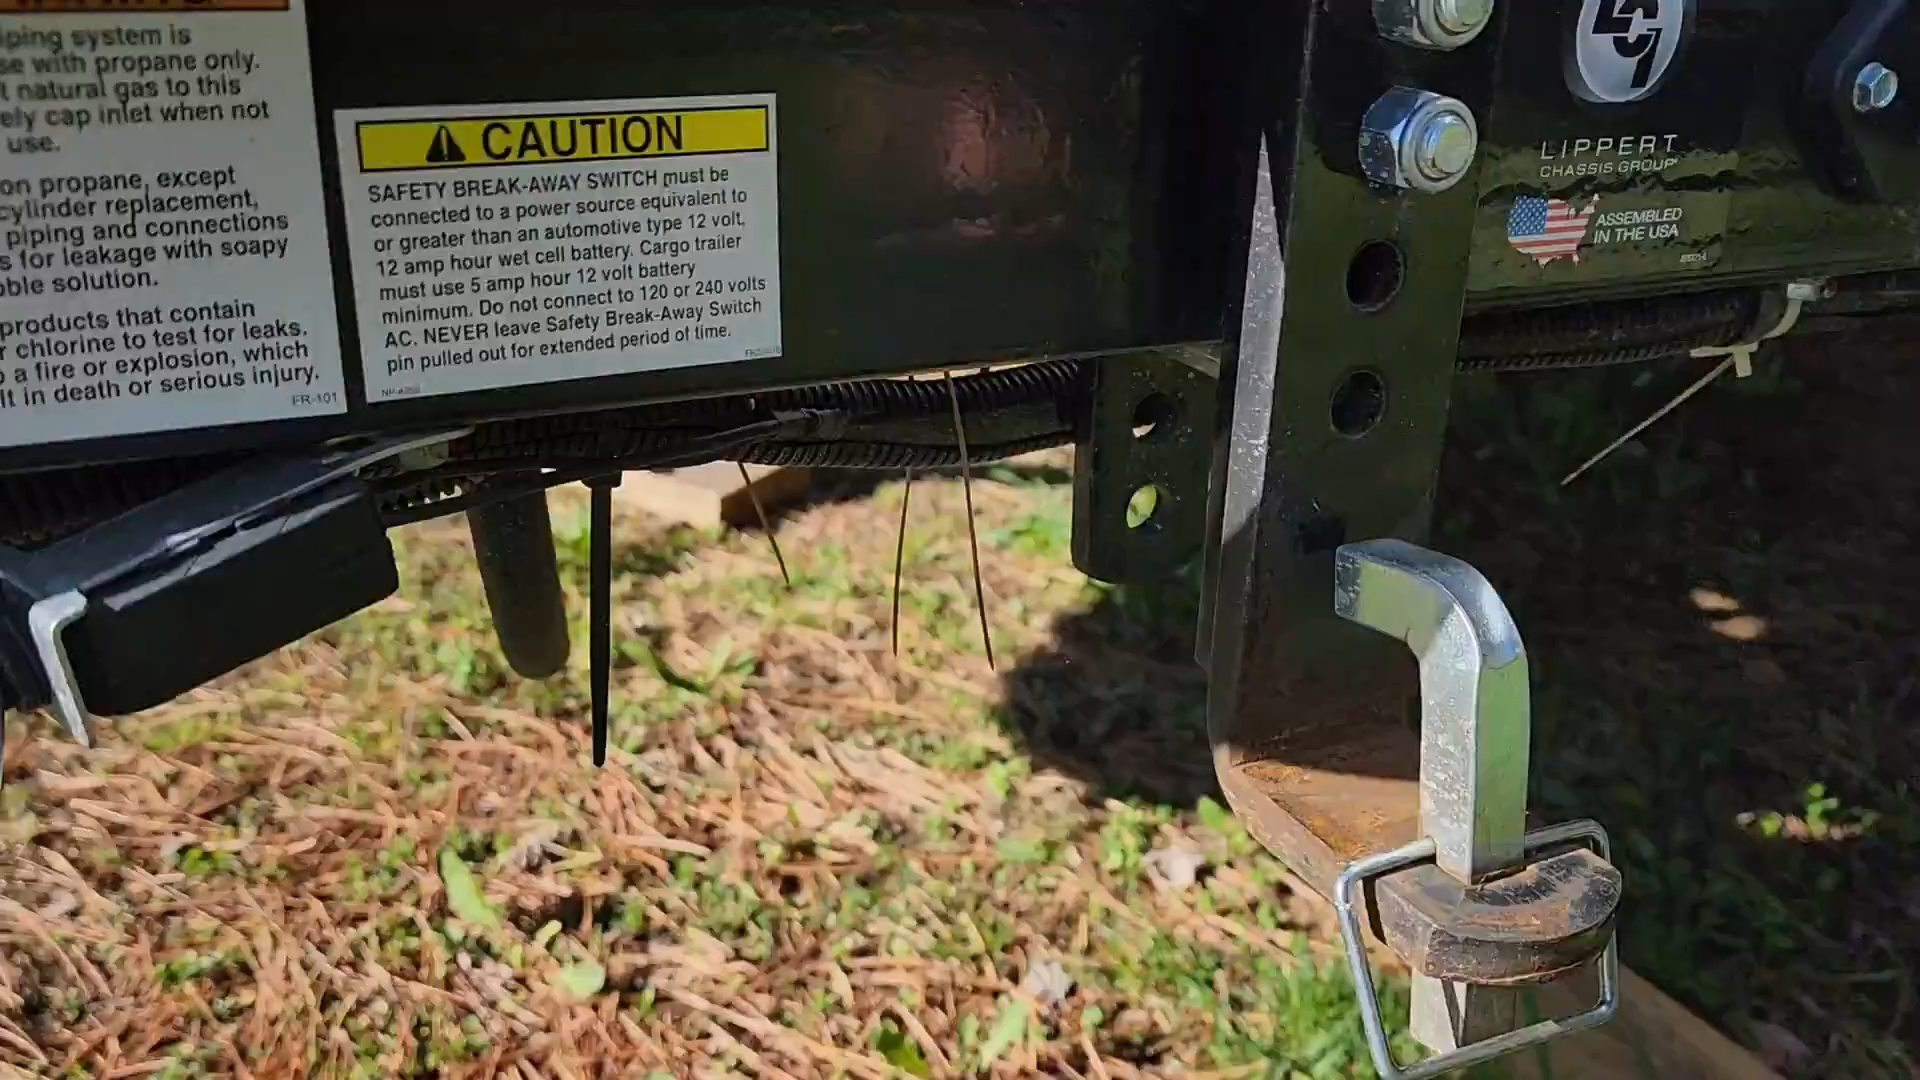 iping system is
se with propane only.
t natural gas to this
ely cap inlet when not
use.
on propane, except
cylinder replacement,
piping and connections
s for leakage with soapy
bble solution.
products that contain
r chlorine to test for leaks.
o a fire or explosion, which
lt in death or serious injury.
FR-101
CAUTION
SAFETY BREAK-AWAY SWITCH must be
connected to a power source equivalent to
or greater than an automotive type 12 volt,
12 amp hour wet cell battery. Cargo trailer
must use 5 amp hour 12 volt battery
minimum. Do not connect to 120 or 240 volts
AC. NEVER leave Safety Break-Away Switch
pin pulled out for extended period of time.
LCI
LIPPERT
CHASSIS GROUP
ASSEMBLED
IN THE USA